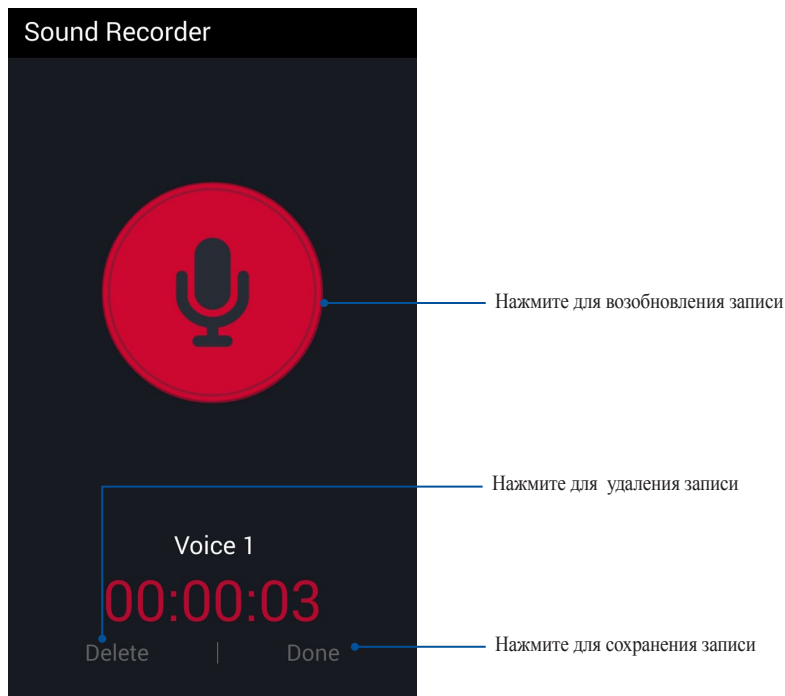 Sound Recorder
Нажмите для возобновления записи
Нажмите для  удаления записи
Voice 1
00:00:03
Delete | Done
Нажмите для сохранения записи